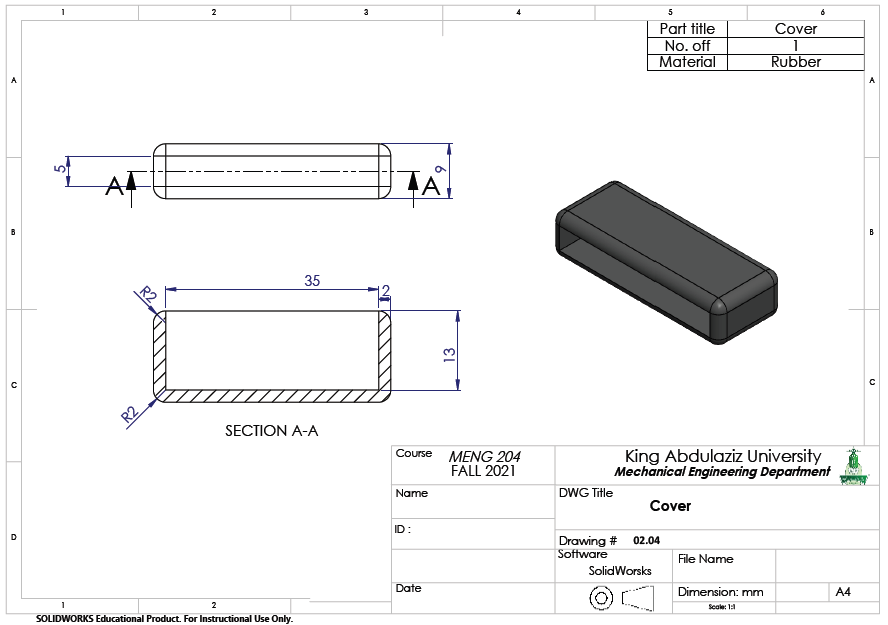 1 2 3 4 5 6
Part title Cover
No. off 1
Material Rubber
A A
5 9
A A
B B
35
R2 2
13
C C
R2
SECTION A-A
Course MENG 204
FALL 2021
King Abdulaziz University
Mechanical Engineering Department
Name
DWG Title
Cover
ID :
D
Drawing # 02.04
Software
SolidWorsks
File Name
Date
Dimension: mm
A4
Scale: 1:1
1 2
SOLIDWORKS Educational Product. For Instructional Use Only.